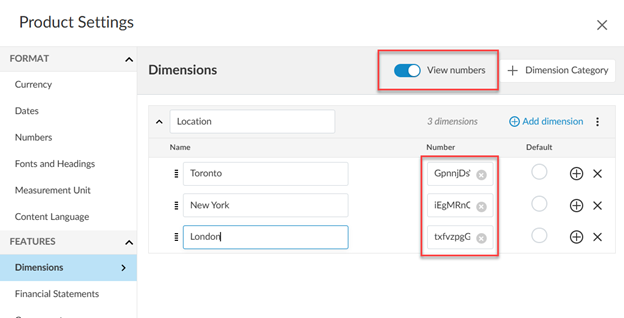 Product Settings
FORMAT
Currency
Dates
Numbers
Fonts and Headings
Measurement Unit
Content Language
FEATURES
Dimensions
Financial Statements
Dimensions
View numbers
Dimension Category
Location
3 dimensions
Add dimension
Name
Number
Default
Toronto
GpnnjDs
New York
iEgMRnC
London
txfvzpgG